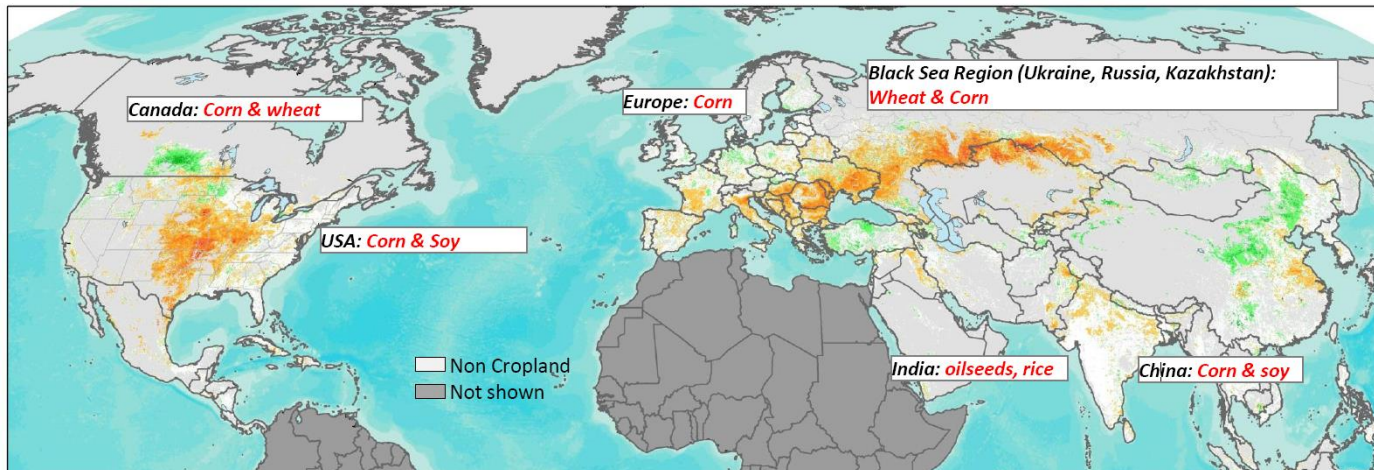 Black Sea Region (Ukraine, Russia, Kazakhstan):
Wheat & Corn
Canada: Corn & wheat
Europe: Corn
USA: Corn & Soy
Non Cropland
Not shown
India: oilseeds, rice
China: Corn & soy